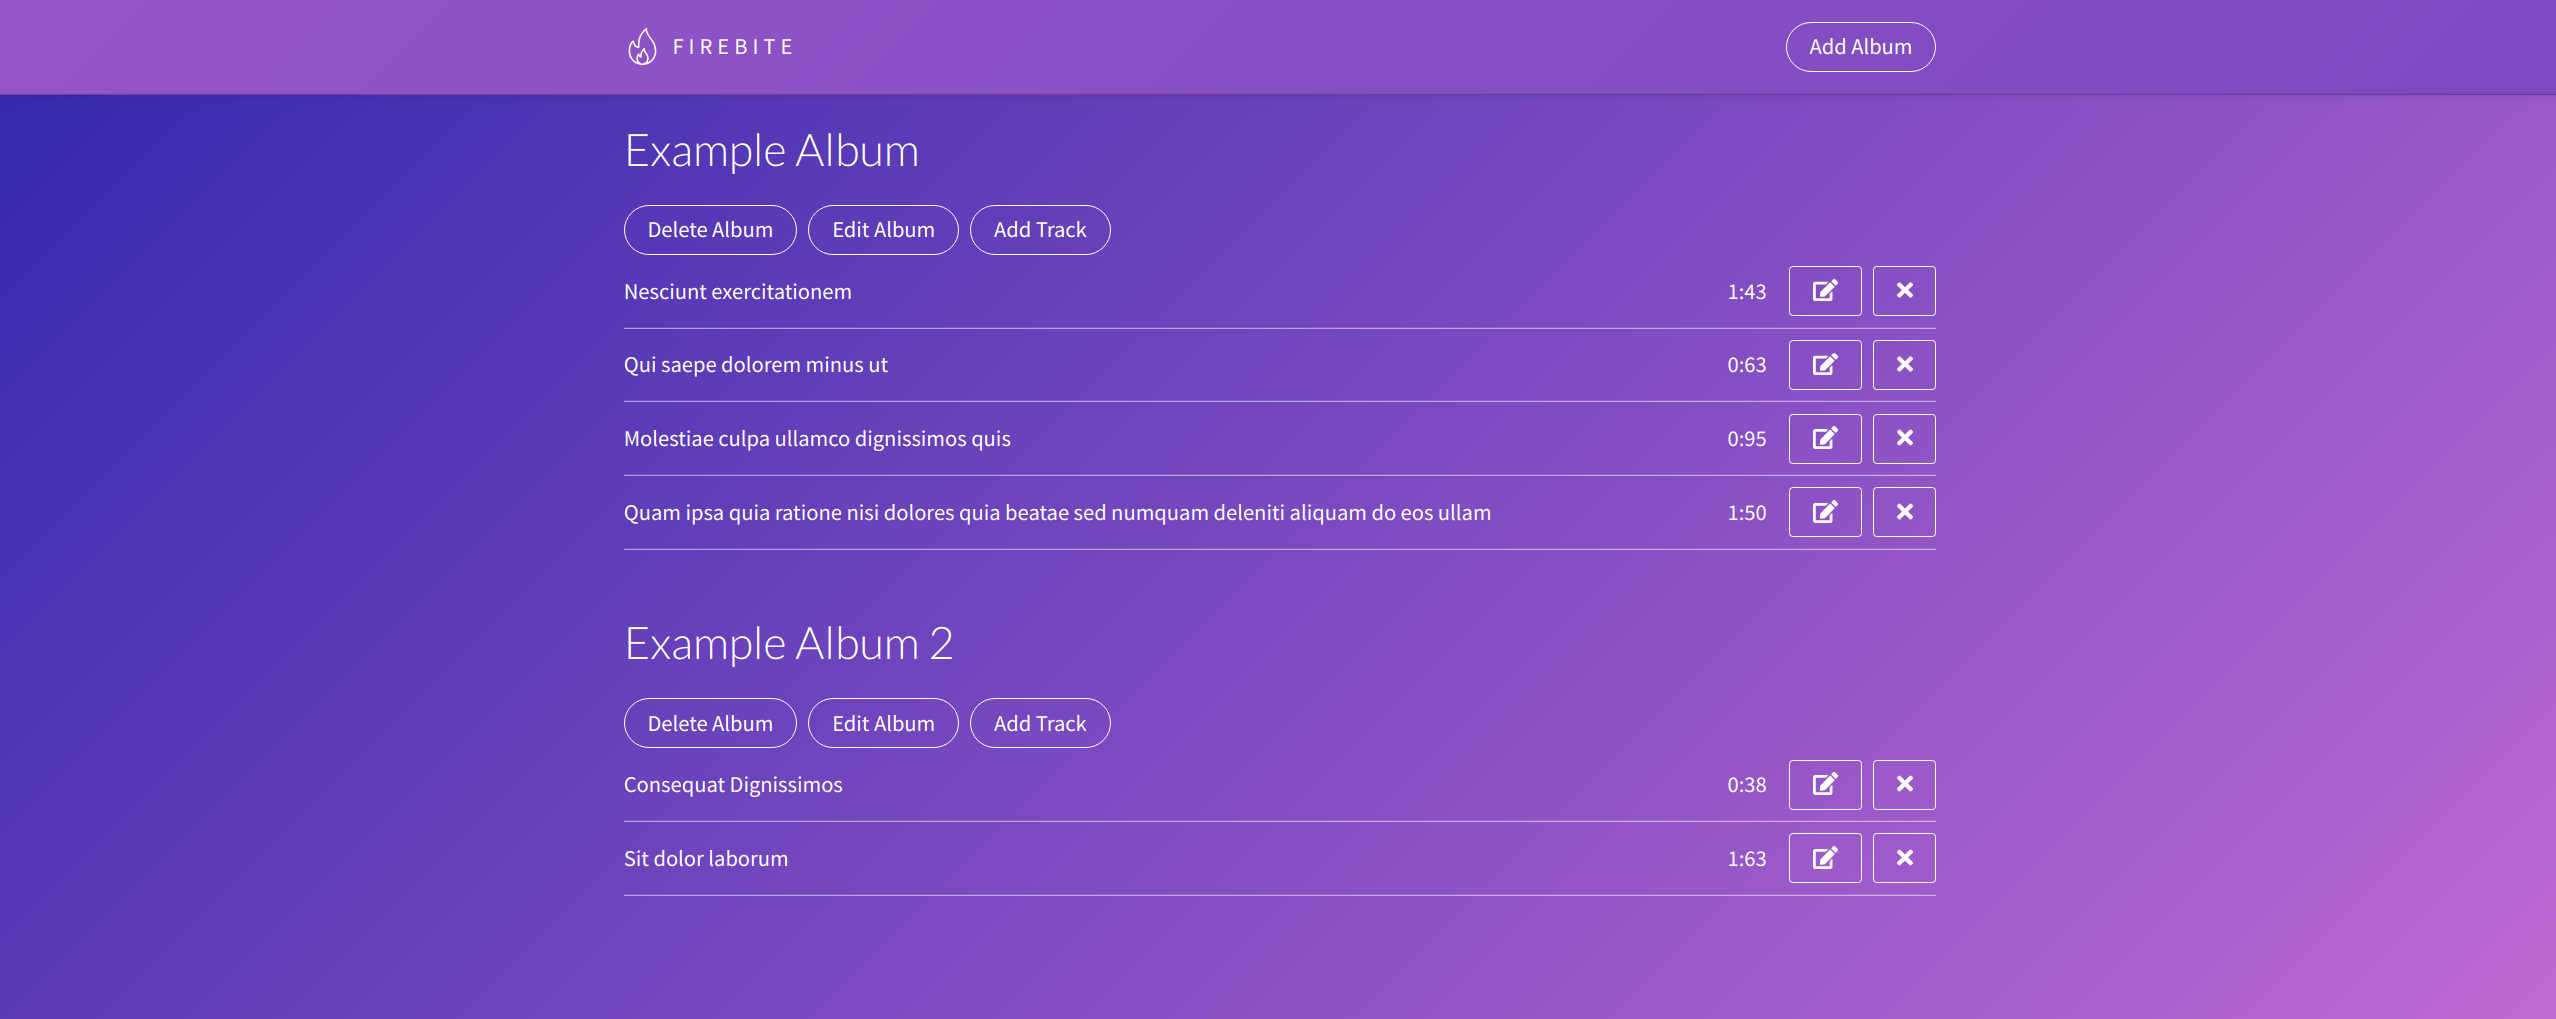 FIREBITE
Add Album
Example Album
Delete Album Edit Album Add Track
Nesciunt exercitationem 1:43
Qui saepe dolorem minus ut 0:63
Molestiae culpa ullamco dignissimos quis 0:95
Quam ipsa quia ratione nisi dolores quia beatae sed numquam deleniti aliquam do eos ullam 1:50
Example Album 2
Delete Album Edit Album Add Track
Consequat Dignissimos 0:38
Sit dolor laborum 1:63